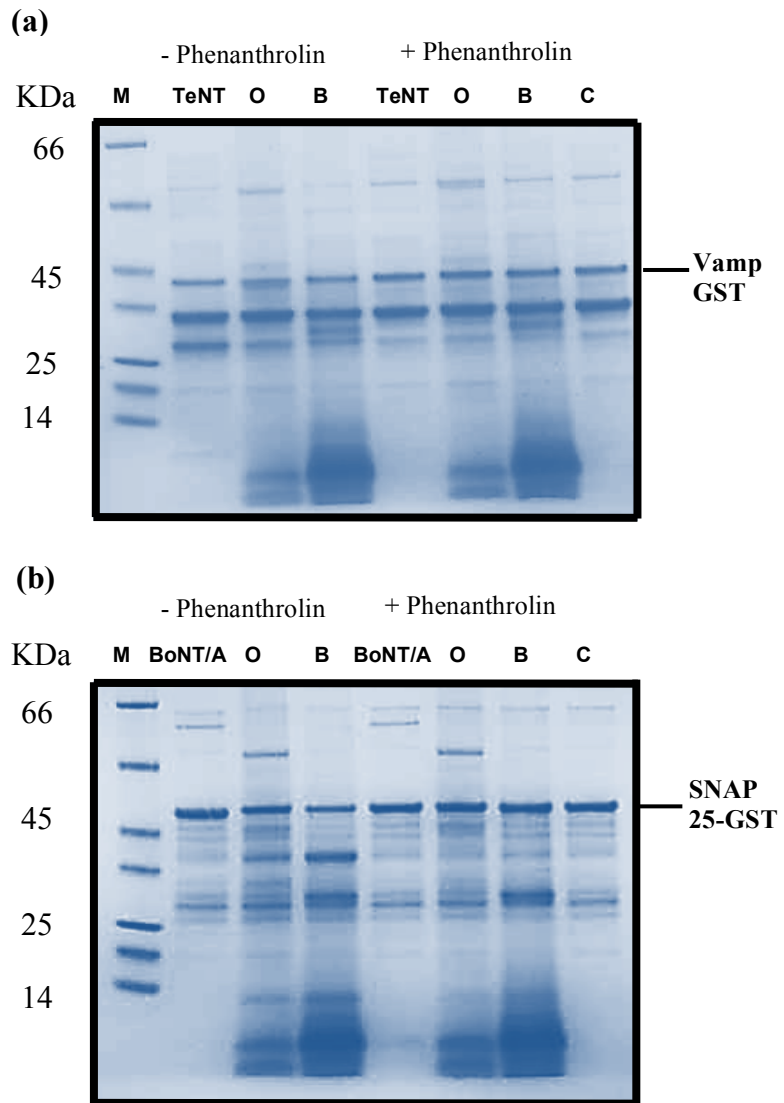 (a)
- Phenanthrolin + Phenanthrolin
KDa M TeNT O B TeNT O B C
66
45
25
14
Vamp
GST
(b)
- Phenanthrolin + Phenanthrolin
KDa M BoNT/A O B BoNT/A O B C
66
45
25
14
SNAP
25-GST